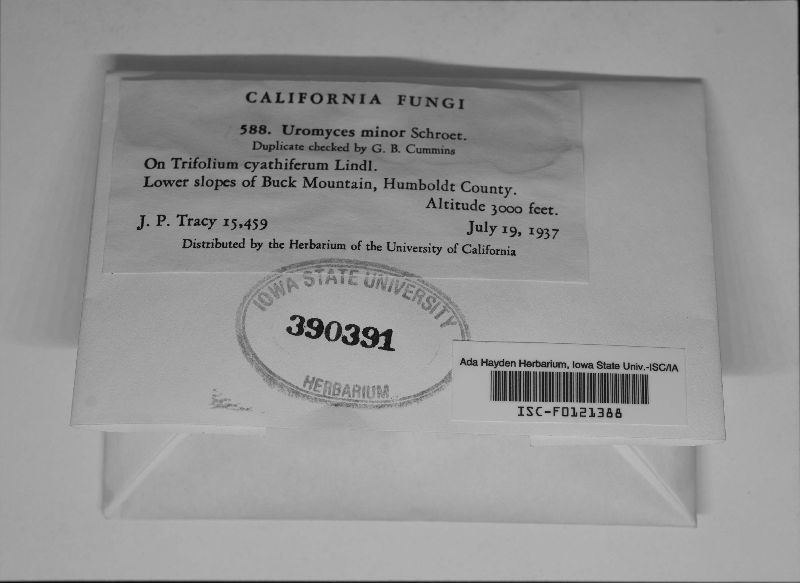 CALIFORNIA FUNGI
588. Uromyces minor Schroet.
Duplicate checked by G. B. Cummins
On Trifolium cyathiferum Lindl.
Lower slopes of Buck Mountain, Humboldt County.
Altitude 3000 feet.
J. P. Tracy 15,459 July 19, 1937
Distributed by the Herbarium of the University of California
IOWA STATE UNIVERSITY
390391
HERBARIUM
Ada Hayden Herbarium, Iowa State Univ.-ISC/IA
ISC-F0121388